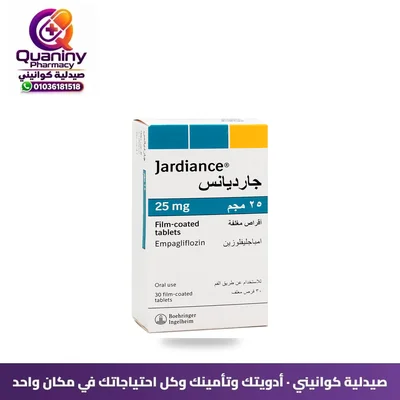 Quaniny
Pharmacy
صيدلية كوانيني
01036181518
Jardiance®
جارديانس
25 mg
٢٥ مجم
Film-coated
tablets
اقراص مغلفة
Empagliflozin
امباجليفلوزين
Oral use
للاستخدام عن طريق الفم
30 film-coated
tablets
٣٠ قرص مغلف
Boehringer
Ingelheim
صيدلية كوانيني - أدويتك وتأمينك وكل احتياجاتك في مكان واحد